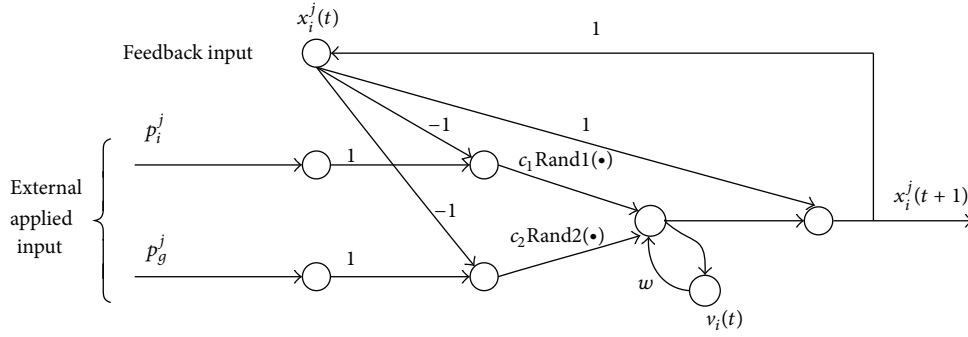 x_i^j(t)
1
Feedback input
p_i^j
−1
1
1
c_1Rand1(•)
External
applied
input
x_i^j(t + 1)
−1
p_g^j
1
c_2Rand2(•)
w
v_i(t)